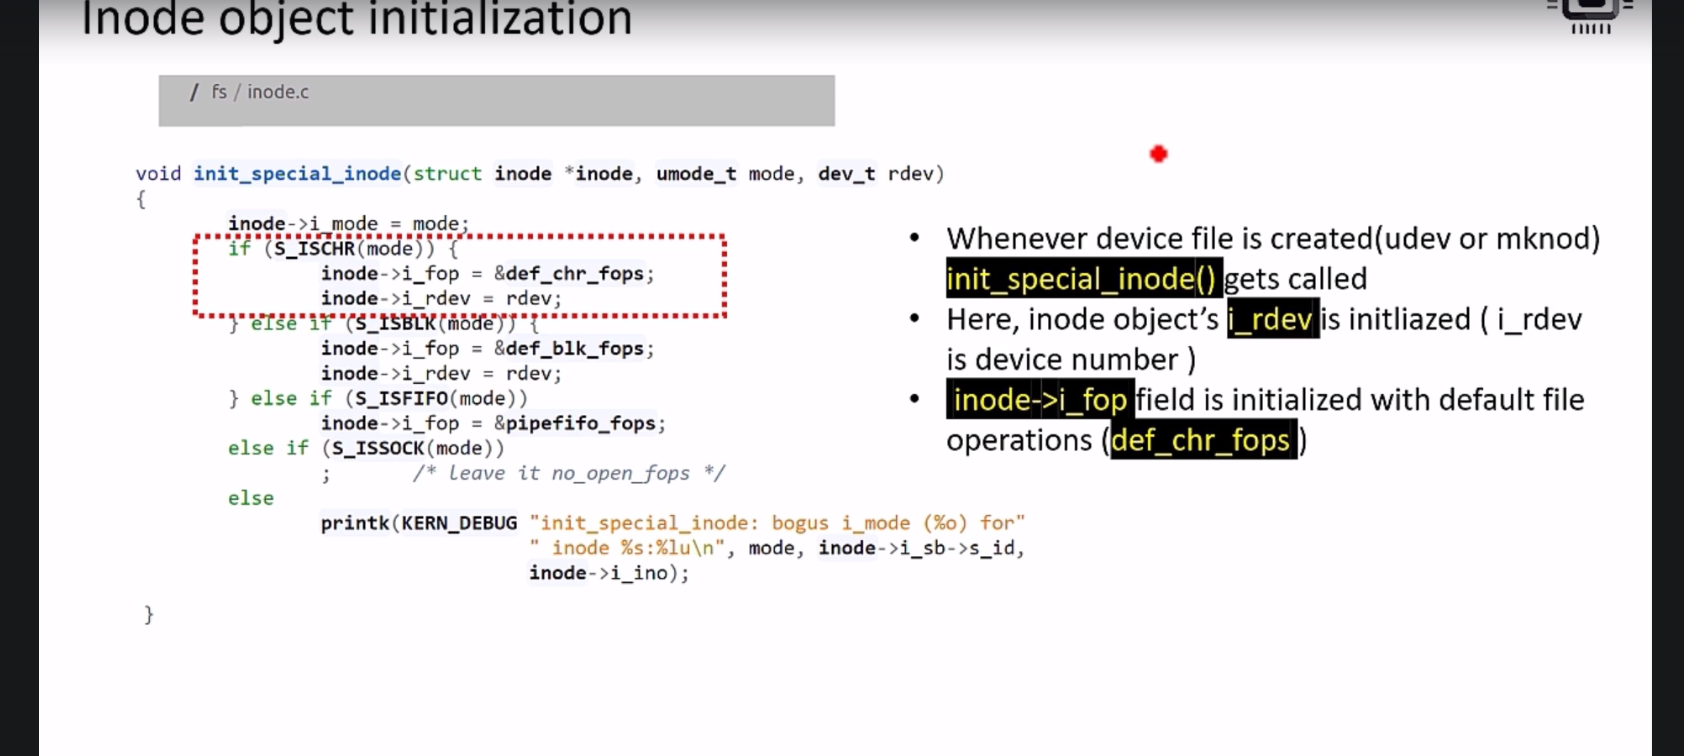 Inode object initialization
/ fs / inode.c
void init_special_inode(struct inode *inode, umode_t mode, dev_t rdev)
{
inode->i_mode = mode;
if (S_ISCHR(mode)) {
inode->i_fop = &def_chr_fops;
inode->i_rdev = rdev;
} else if (S_ISBLK(mode)) {
inode->i_fop = &def_blk_fops;
inode->i_rdev = rdev;
} else if (S_ISFIFO(mode))
inode->i_fop = &pipefifo_fops;
else if (S_ISSOCK(mode))
; /* leave it no_open_fops */
else
printk(KERN_DEBUG "init_special_inode: bogus i_mode (%o) for"
" inode %s:%lu\n", mode, inode->i_sb->s_id,
inode->i_ino);
}
• Whenever device file is created(udev or mknod)
init_special_inode() gets called
• Here, inode object’s i_rdev is initliazed ( i_rdev
is device number )
• inode->i_fop field is initialized with default file
operations (def_chr_fops )